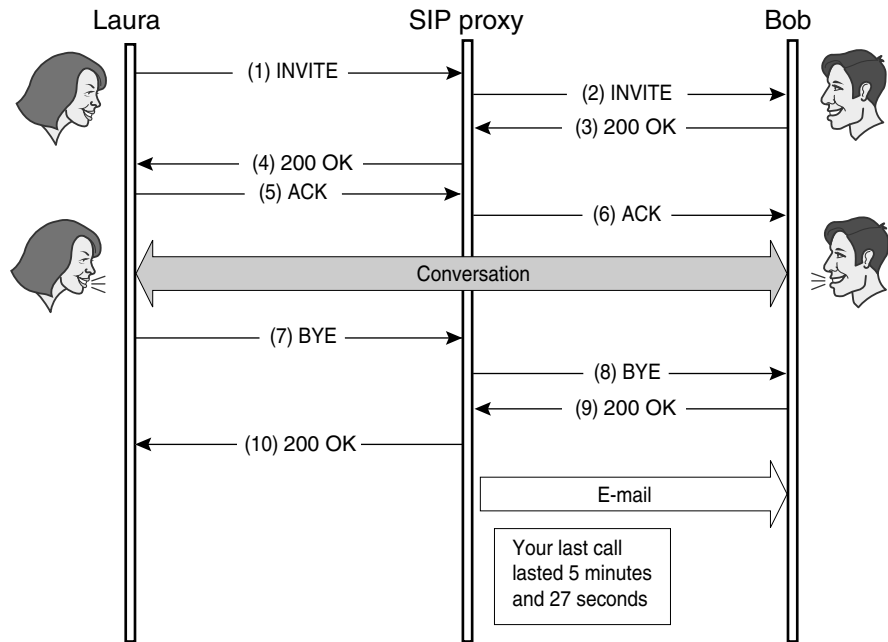 Laura
SIP proxy
Bob
(1) INVITE
(2) INVITE
(3) 200 OK
(4) 200 OK
(5) ACK
(6) ACK
Conversation
(7) BYE
(8) BYE
(9) 200 OK
(10) 200 OK
E-mail
Your last call
lasted 5 minutes
and 27 seconds